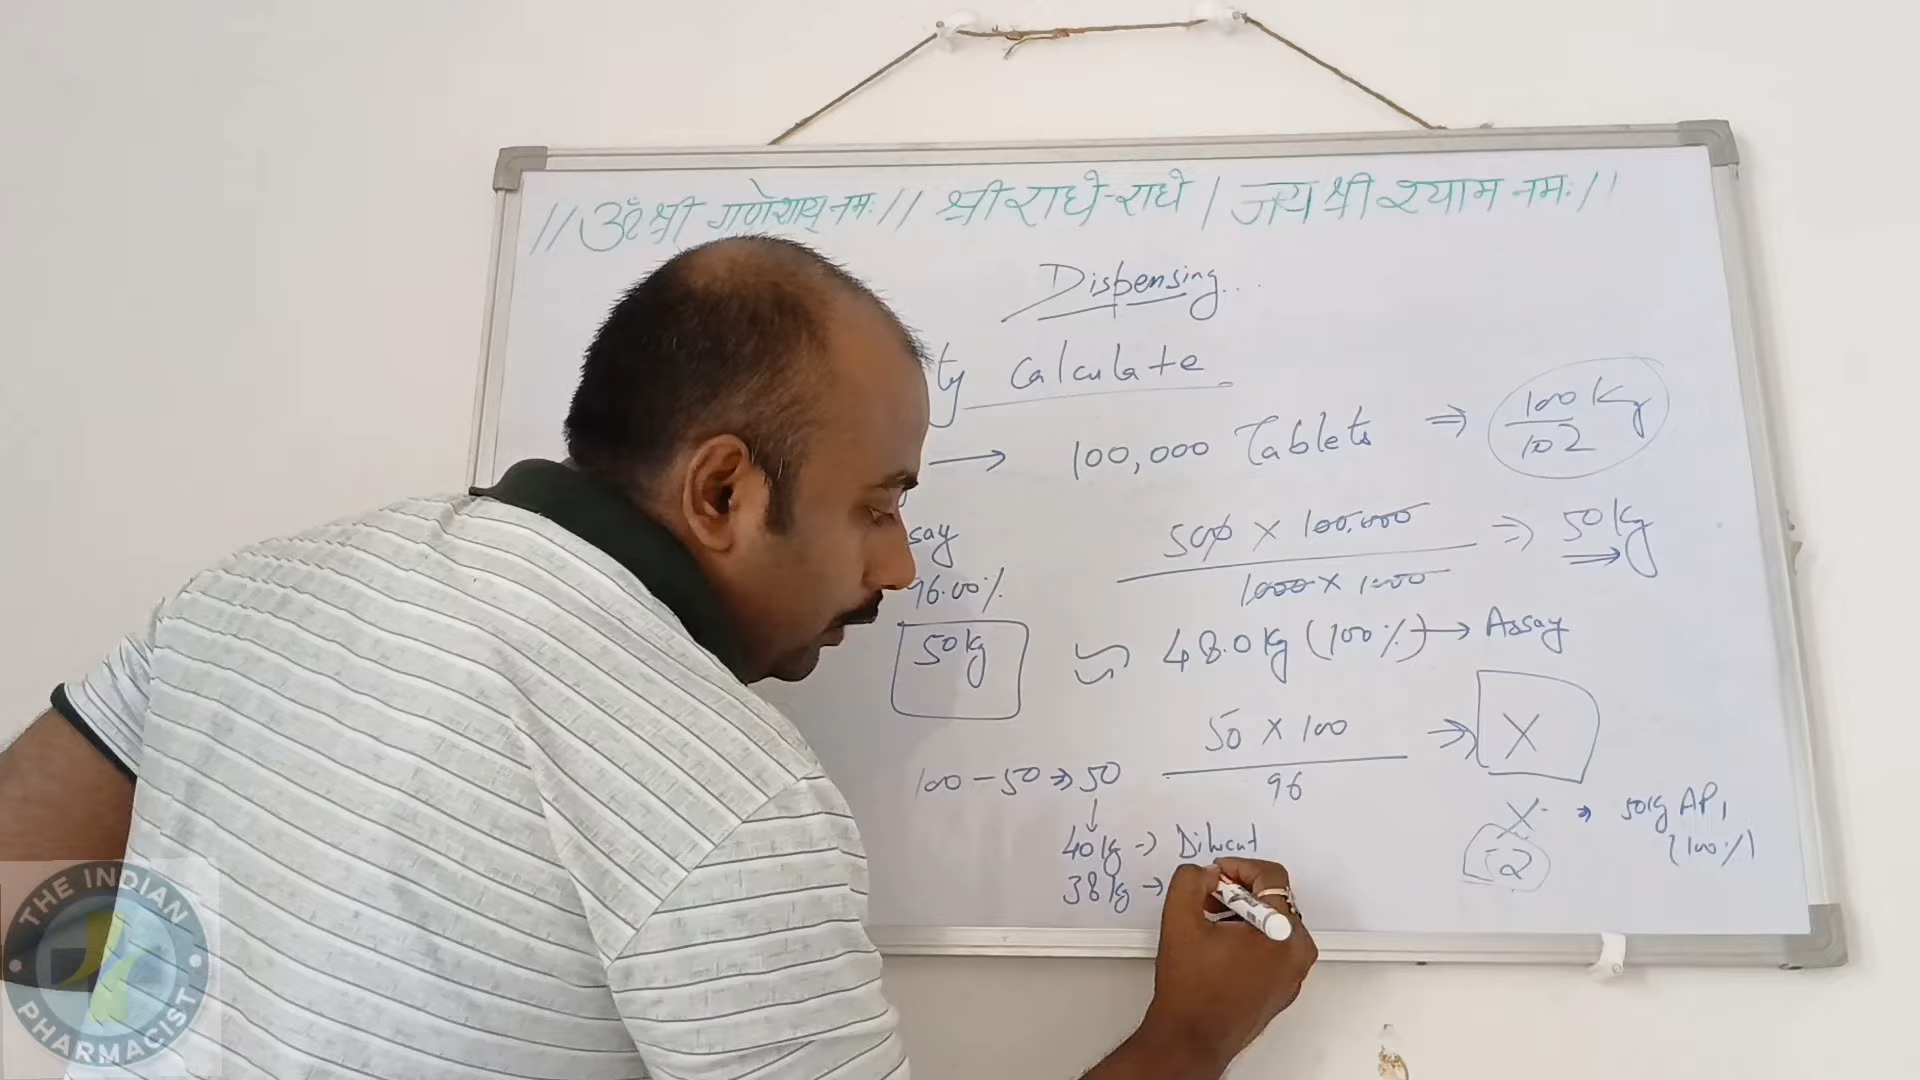 // ॐ श्री गणेशाय नमः // श्री राधे-राधे / जय श्री श्याम नमः //
Dispensing...
ty Calculate
→ 100,000 Tablets ⇒ 100 Kg
102
say
500 × 100,000 ⇒ 50 Kg
1000 × 1000
96.00%
50 Kg
48.0 Kg (100%) → Assay
50 × 100 ⇒ X
96
100 - 50 ⇒ 50
40 Kg → Diluent
38 Kg →
X ⇒ 50 Kg API
(100%)
2
THE INDIAN PHARMACIST